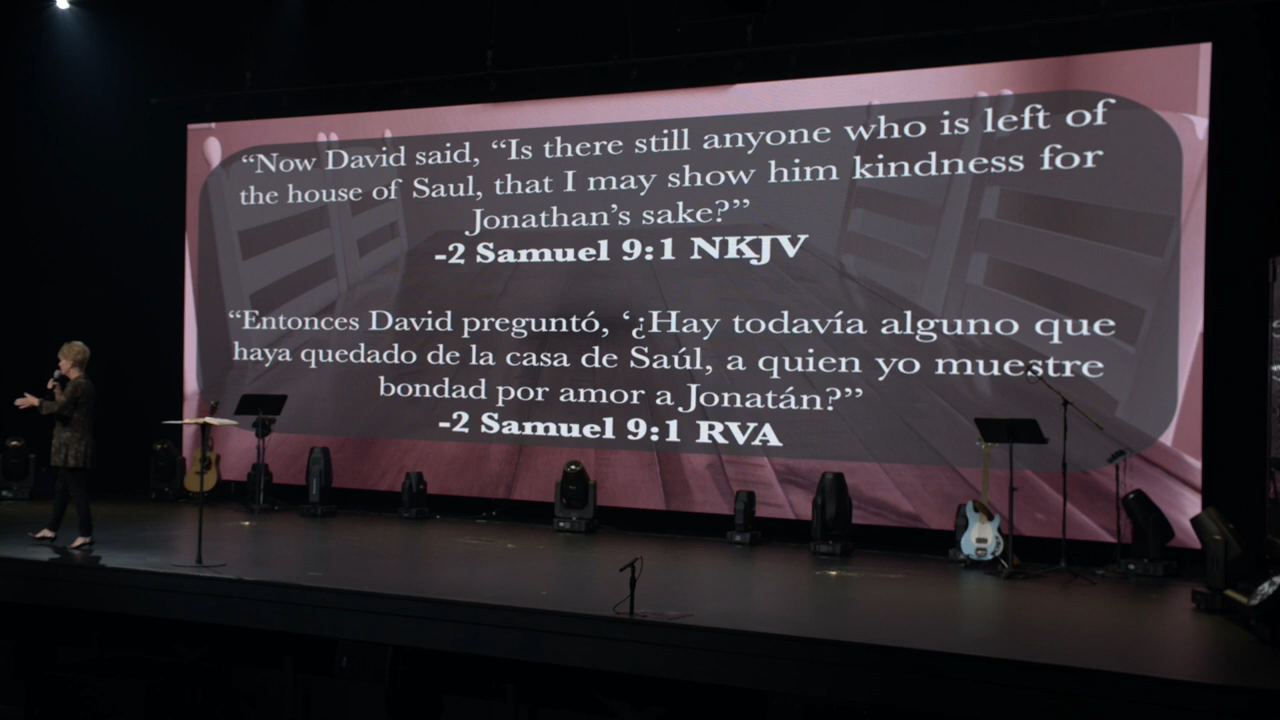 “Now David said, “Is there still anyone who is left of
the house of Saul, that I may show him kindness for
Jonathan’s sake?”
-2 Samuel 9:1 NKJV
“Entonces David preguntó, ‘¿Hay todavía alguno que
haya quedado de la casa de Saúl, a quien yo muestre
bondad por amor a Jonatán?”
-2 Samuel 9:1 RVA